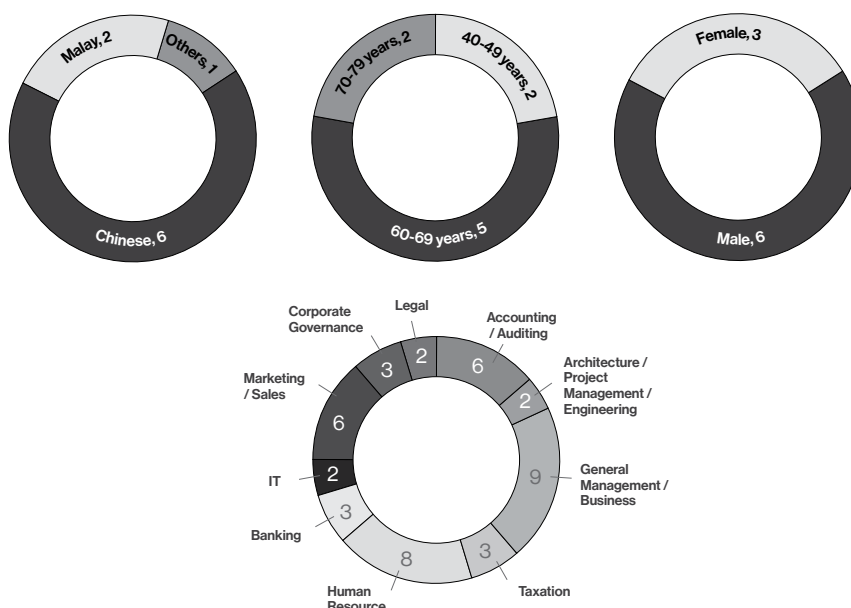 Malay, 2
Others, 1
Chinese, 6
70-79 years, 2
40-49 years, 2
60-69 years, 5
Female, 3
Male, 6
Legal
Corporate
Governance
Accounting
/ Auditing
Architecture /
Project
Management /
Engineering
Marketing
/ Sales
General
Management /
Business
IT
Banking
Human
Resource
Taxation
2
3
6
2
6
9
2
3
8
3